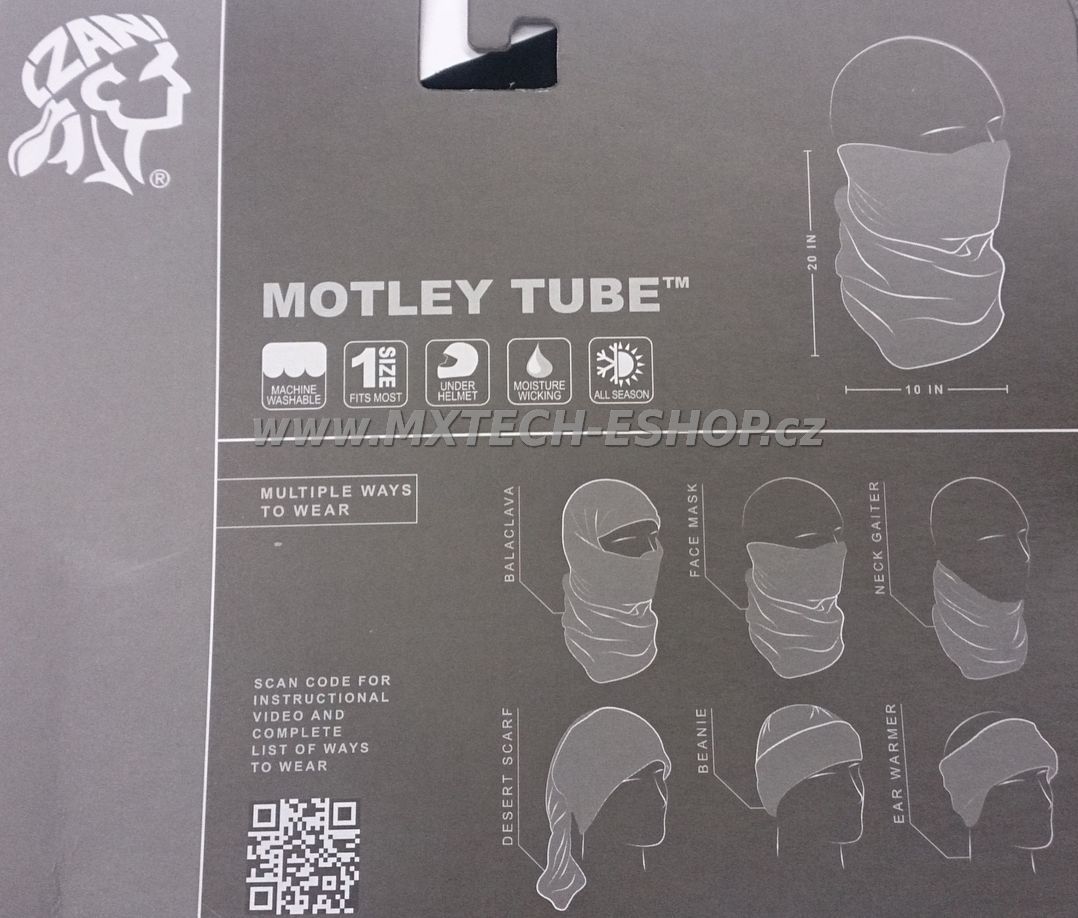 ZAN
®
20 IN
10 IN
MOTLEY TUBE™
MACHINE
WASHABLE
1 SIZE
FITS MOST
UNDER
HELMET
MOISTURE
WICKING
ALL SEASON
www.MXTECH-ESHOP.cz
MULTIPLE WAYS
TO WEAR
BALACLAVA
FACE MASK
NECK GAITER
SCAN CODE FOR
INSTRUCTIONAL
VIDEO AND
COMPLETE
LIST OF WAYS
TO WEAR
DESERT SCARF
BEANIE
EAR WARMER